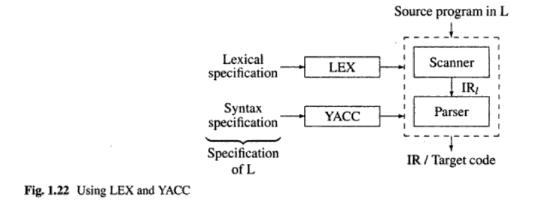 Source program in L
Lexical
specification
LEX
Scanner
IR_l
Syntax
specification
YACC
Parser
Specification
of L
IR / Target code
Fig. 1.22 Using LEX and YACC